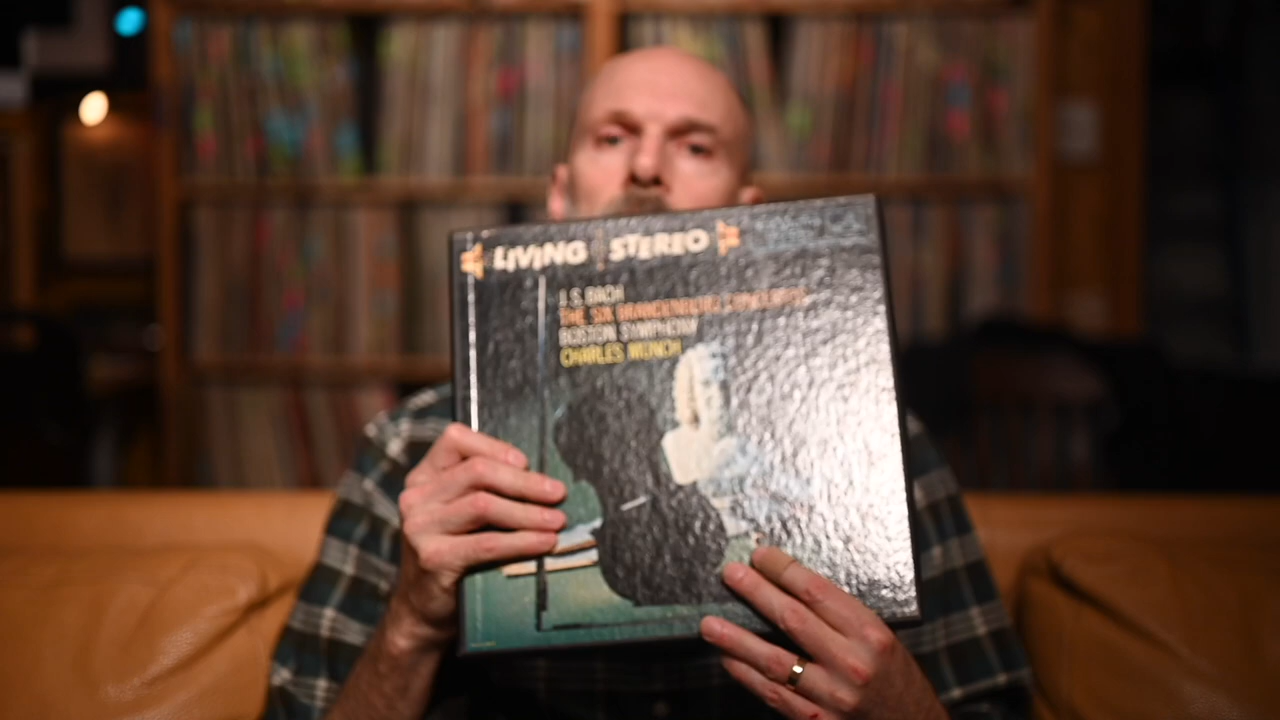 LIVING STEREO
J.S. BACH
THE SIX BRANDENBURG CONCERTOS
BOSTON SYMPHONY
CHARLES MUNCH